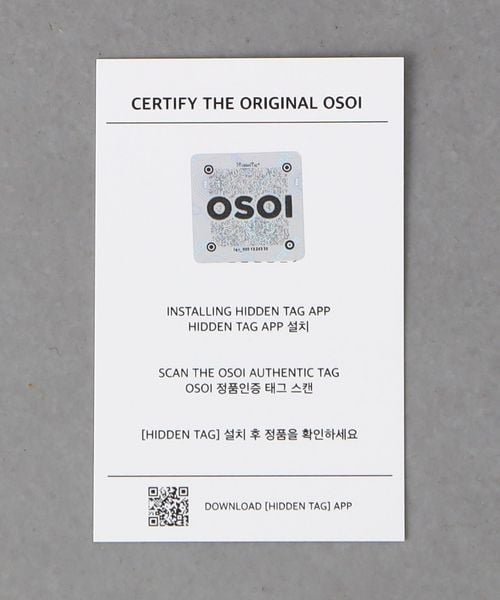 CERTIFY THE ORIGINAL OSOI
OSOI
INSTALLING HIDDEN TAG APP
HIDDEN TAG APP 설치
SCAN THE OSOI AUTHENTIC TAG
OSOI 정품인증 태그 스캔
[HIDDEN TAG] 설치 후 정품을 확인하세요
DOWNLOAD [HIDDEN TAG] APP